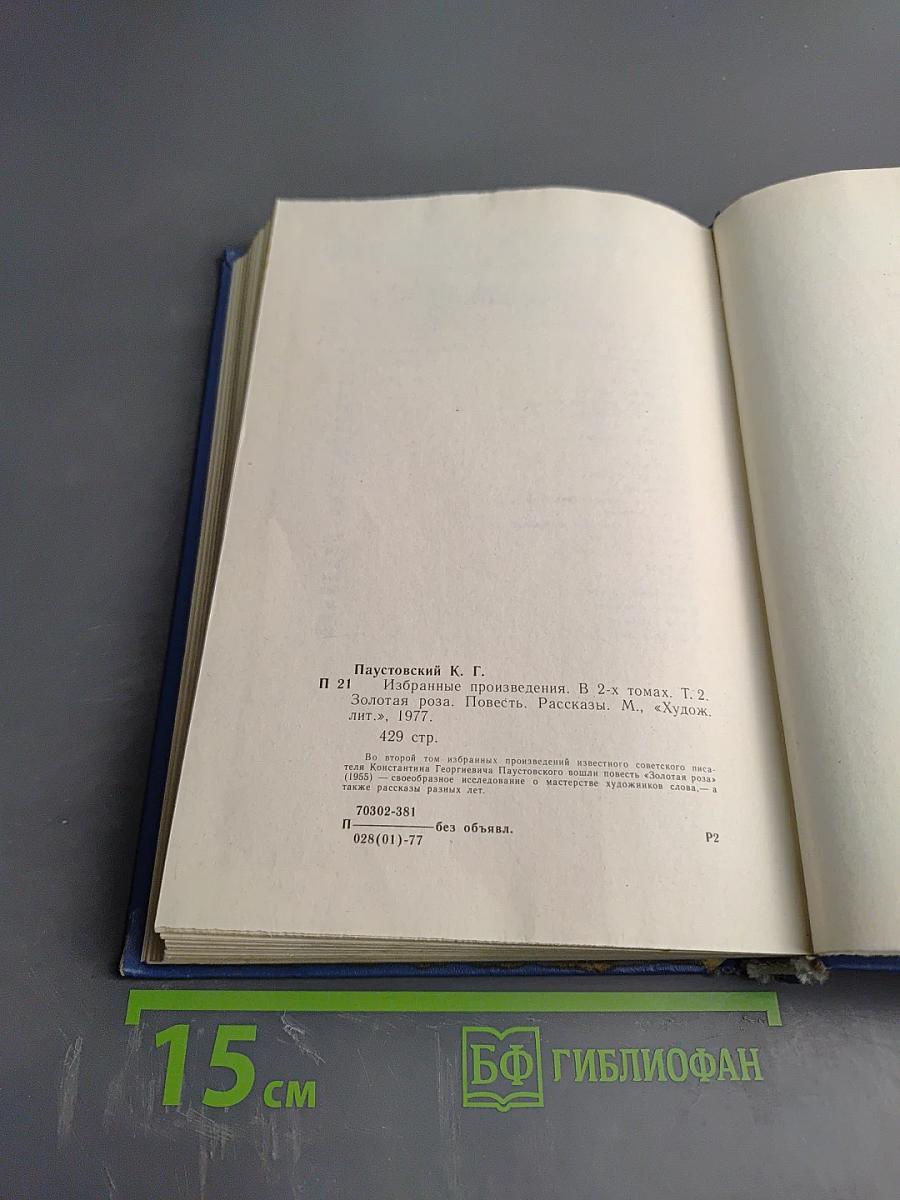 Паустовский К. Г.
П 21 Избранные произведения. В 2-х томах. Т. 2.
Золотая роза. Повесть. Рассказы. М., «Худож.
лит.», 1977.
429 стр.
Во второй том избранных произведений известного советского писа-
теля Константина Георгиевича Паустовского вошли повесть «Золотая роза»
(1955) — своеобразное исследование о мастерстве художников слова,— а
также рассказы разных лет.
70302-381
П——————без объявл.
028(01)-77
Р2
15 см
БФ ГИБЛИОФАН